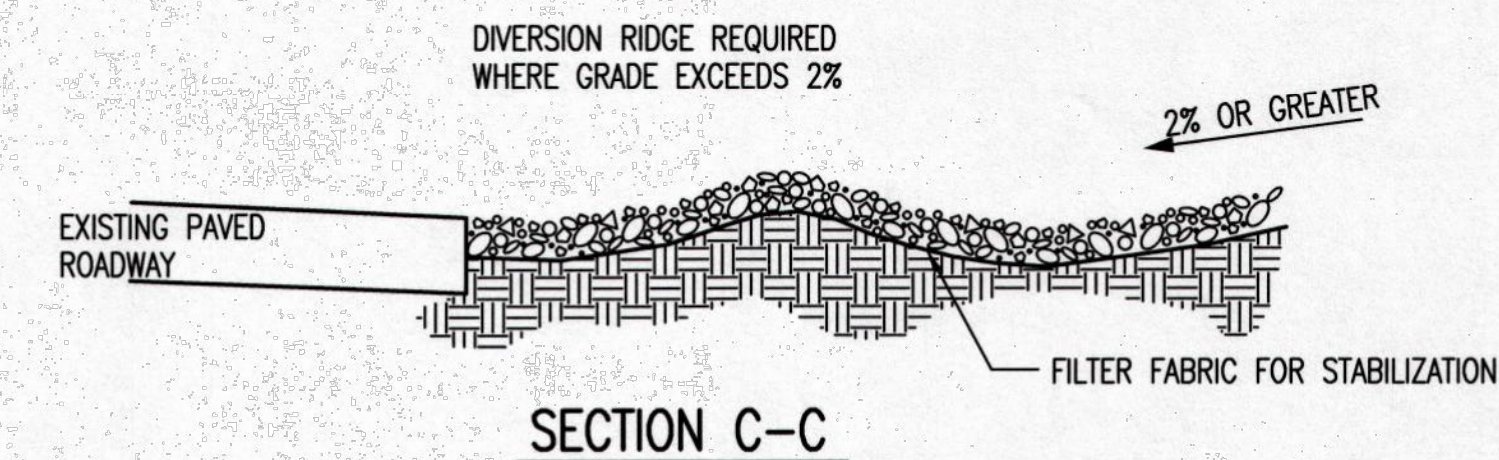 DIVERSION RIDGE REQUIRED
WHERE GRADE EXCEEDS 2%
2% OR GREATER
EXISTING PAVED
ROADWAY
FILTER FABRIC FOR STABILIZATION
SECTION C-C